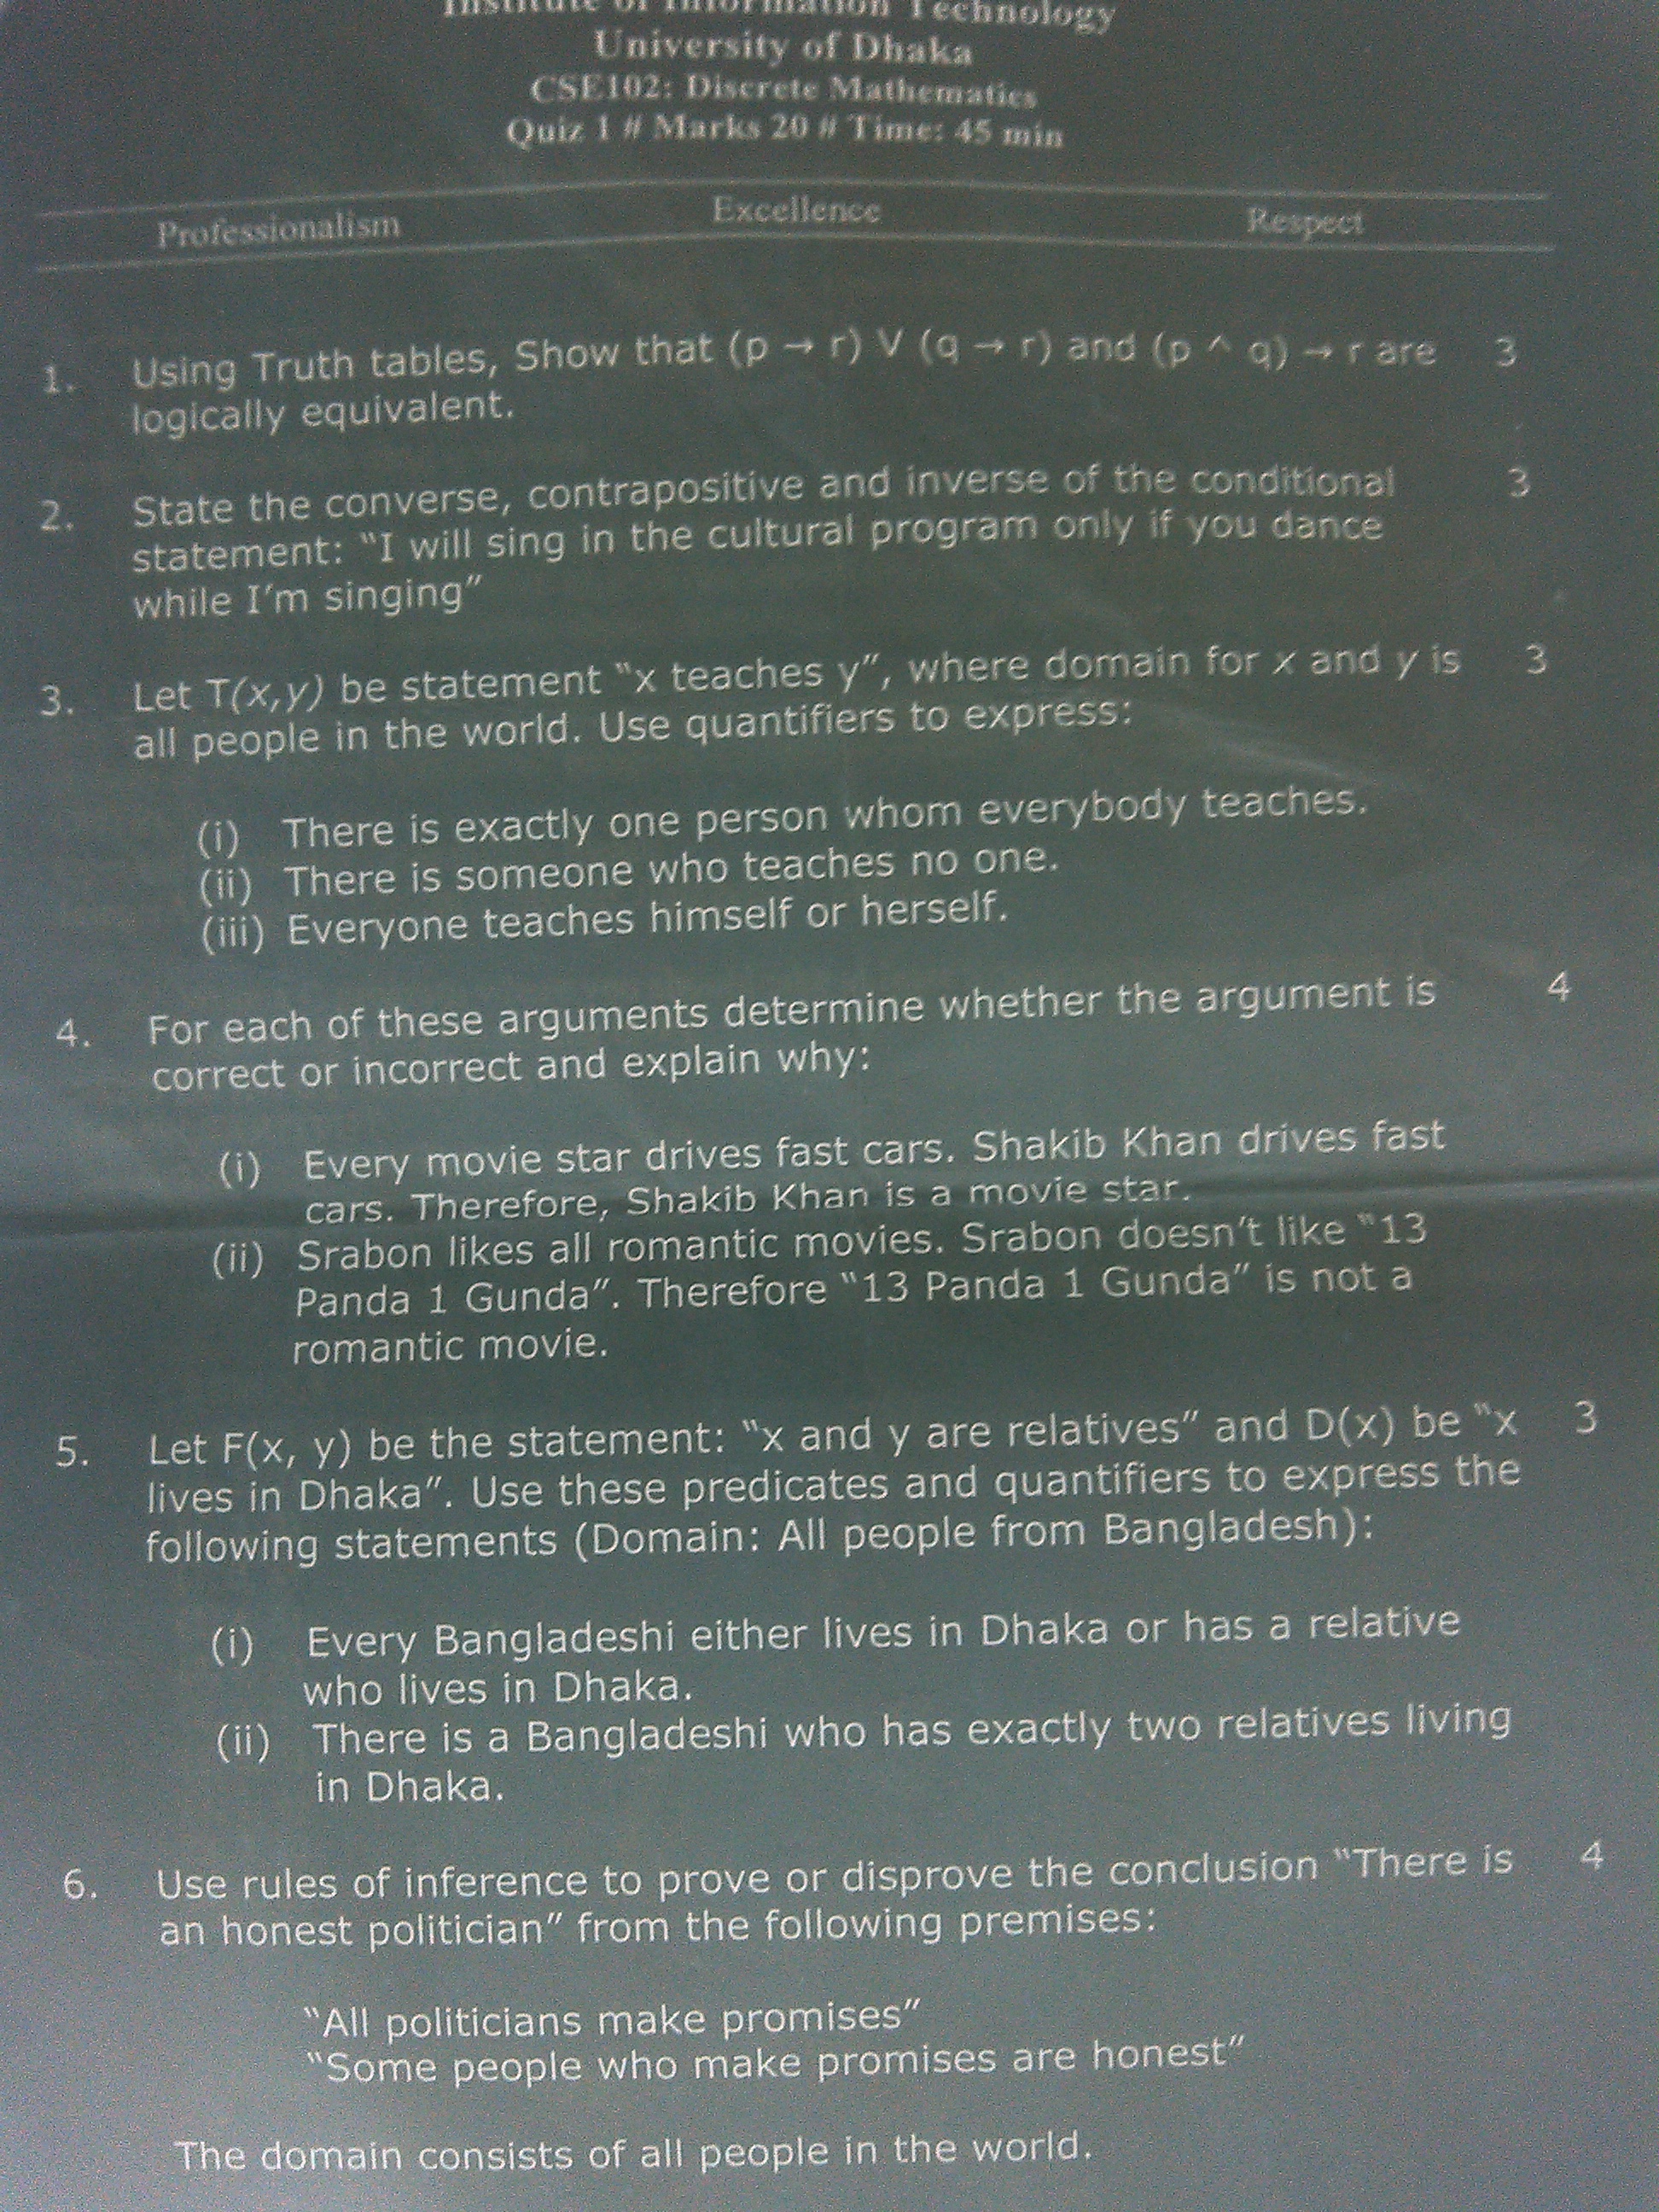 Institute of Information Technology
University of Dhaka
CSE102: Discrete Mathematics
Quiz 1 # Marks 20 # Time: 45 min
Professionalism Excellence Respect
1. Using Truth tables, Show that (p → r) V (q → r) and (p ^ q) → r are 3
logically equivalent.
2. State the converse, contrapositive and inverse of the conditional 3
statement: "I will sing in the cultural program only if you dance
while I'm singing"
3. Let T(x,y) be statement "x teaches y", where domain for x and y is 3
all people in the world. Use quantifiers to express:
(i) There is exactly one person whom everybody teaches.
(ii) There is someone who teaches no one.
(iii) Everyone teaches himself or herself.
4. For each of these arguments determine whether the argument is 4
correct or incorrect and explain why:
(i) Every movie star drives fast cars. Shakib Khan drives fast
cars. Therefore, Shakib Khan is a movie star.
(ii) Srabon likes all romantic movies. Srabon doesn't like "13
Panda 1 Gunda". Therefore "13 Panda 1 Gunda" is not a
romantic movie.
5. Let F(x, y) be the statement: "x and y are relatives" and D(x) be "x 3
lives in Dhaka". Use these predicates and quantifiers to express the
following statements (Domain: All people from Bangladesh):
(i) Every Bangladeshi either lives in Dhaka or has a relative
who lives in Dhaka.
(ii) There is a Bangladeshi who has exactly two relatives living
in Dhaka.
6. Use rules of inference to prove or disprove the conclusion "There is 4
an honest politician" from the following premises:
"All politicians make promises"
"Some people who make promises are honest"
The domain consists of all people in the world.